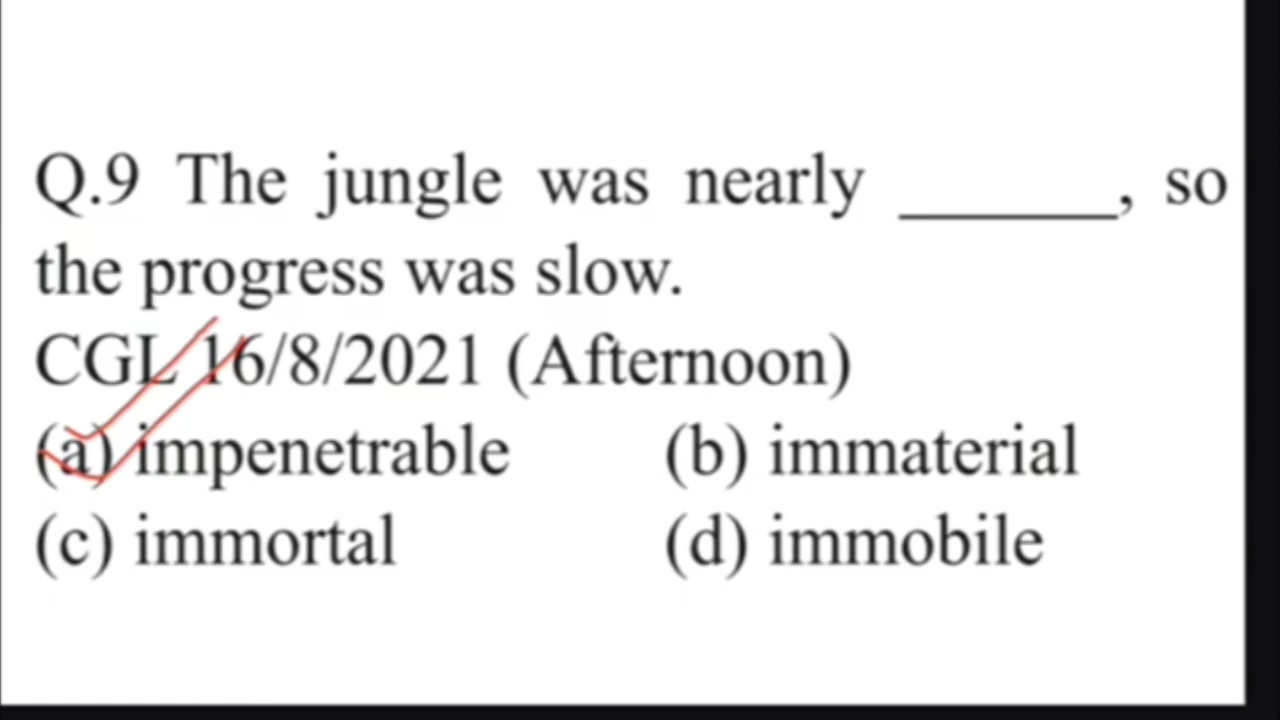 Q.9 The jungle was nearly ______, so
the progress was slow.
CGL 16/8/2021 (Afternoon)
(a) impenetrable (b) immaterial
(c) immortal (d) immobile